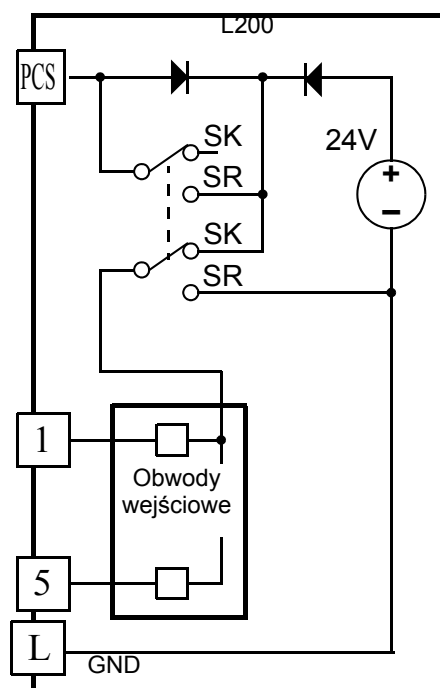 L200
PCS
SK
24V
SR
+
SK
−
SR
1
Obwody
wejściowe
5
L
GND